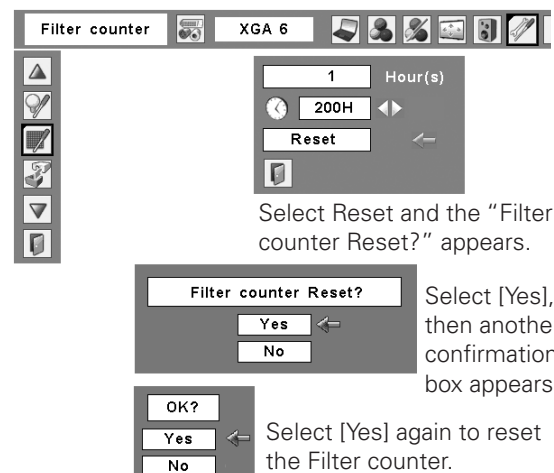 Filter counter
XGA 6
1 Hour(s)
200H
Reset
Select Reset and the “Filter
counter Reset?” appears.
Filter counter Reset?
Yes
No
Select [Yes],
then anothe
confirmation
box appears
OK?
Yes
No
Select [Yes] again to reset
the Filter counter.